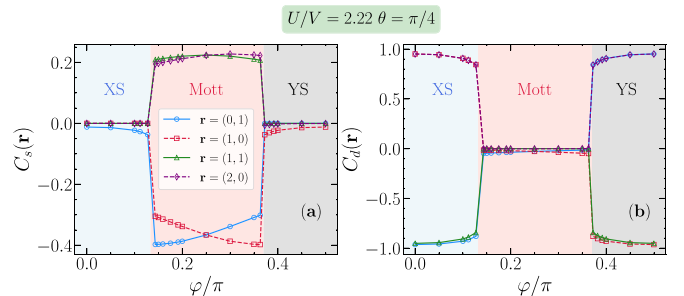 U/V = 2.22 θ = π/4
XS
Mott
YS
r = (0, 1)
r = (1, 0)
r = (1, 1)
r = (2, 0)
(a)
0.2
0.0
−0.2
−0.4
C_s(r)
0.0
0.2
0.4
φ/π
XS
Mott
YS
(b)
1.0
0.5
0.0
−0.5
−1.0
C_d(r)
0.0
0.2
0.4
φ/π